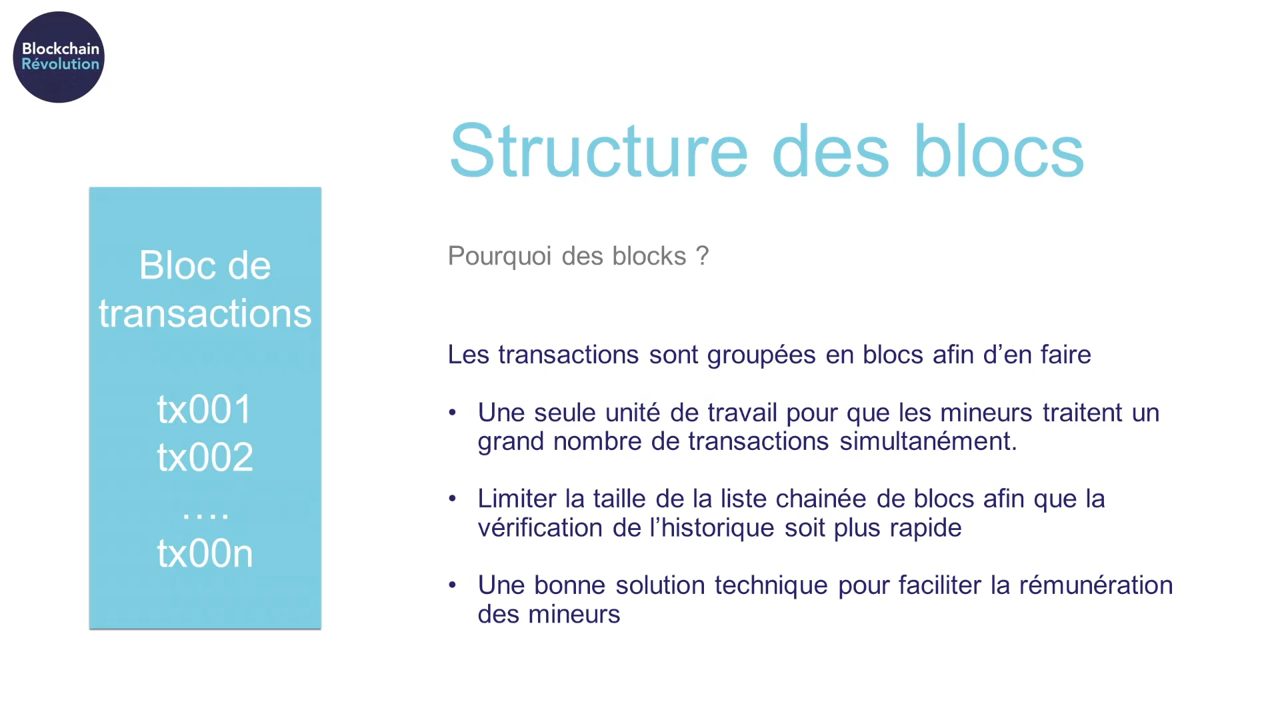 Blockchain
Révolution
Structure des blocs
Bloc de
transactions
tx001
tx002
....
tx00n
Pourquoi des blocks ?
Les transactions sont groupées en blocs afin d’en faire
• Une seule unité de travail pour que les mineurs traitent un
grand nombre de transactions simultanément.
• Limiter la taille de la liste chainée de blocs afin que la
vérification de l’historique soit plus rapide
• Une bonne solution technique pour faciliter la rémunération
des mineurs